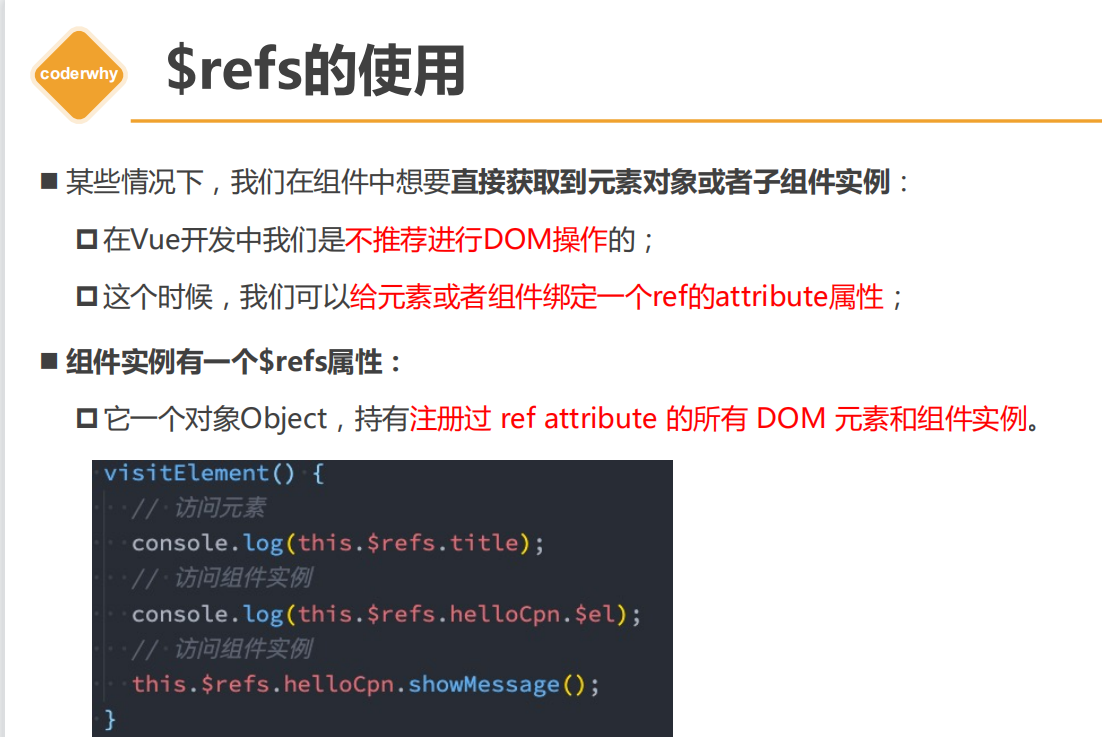 coderwhy
$refs的使用
某些情况下，我们在组件中想要直接获取到元素对象或者子组件实例：
在Vue开发中我们是不推荐进行DOM操作的；
这个时候，我们可以给元素或者组件绑定一个ref的attribute属性；
组件实例有一个$refs属性：
它一个对象Object，持有注册过 ref attribute 的所有 DOM 元素和组件实例。
visitElement() {
// 访问元素
console.log(this.$refs.title);
// 访问组件实例
console.log(this.$refs.helloCpn.$el);
// 访问组件实例
this.$refs.helloCpn.showMessage();
}